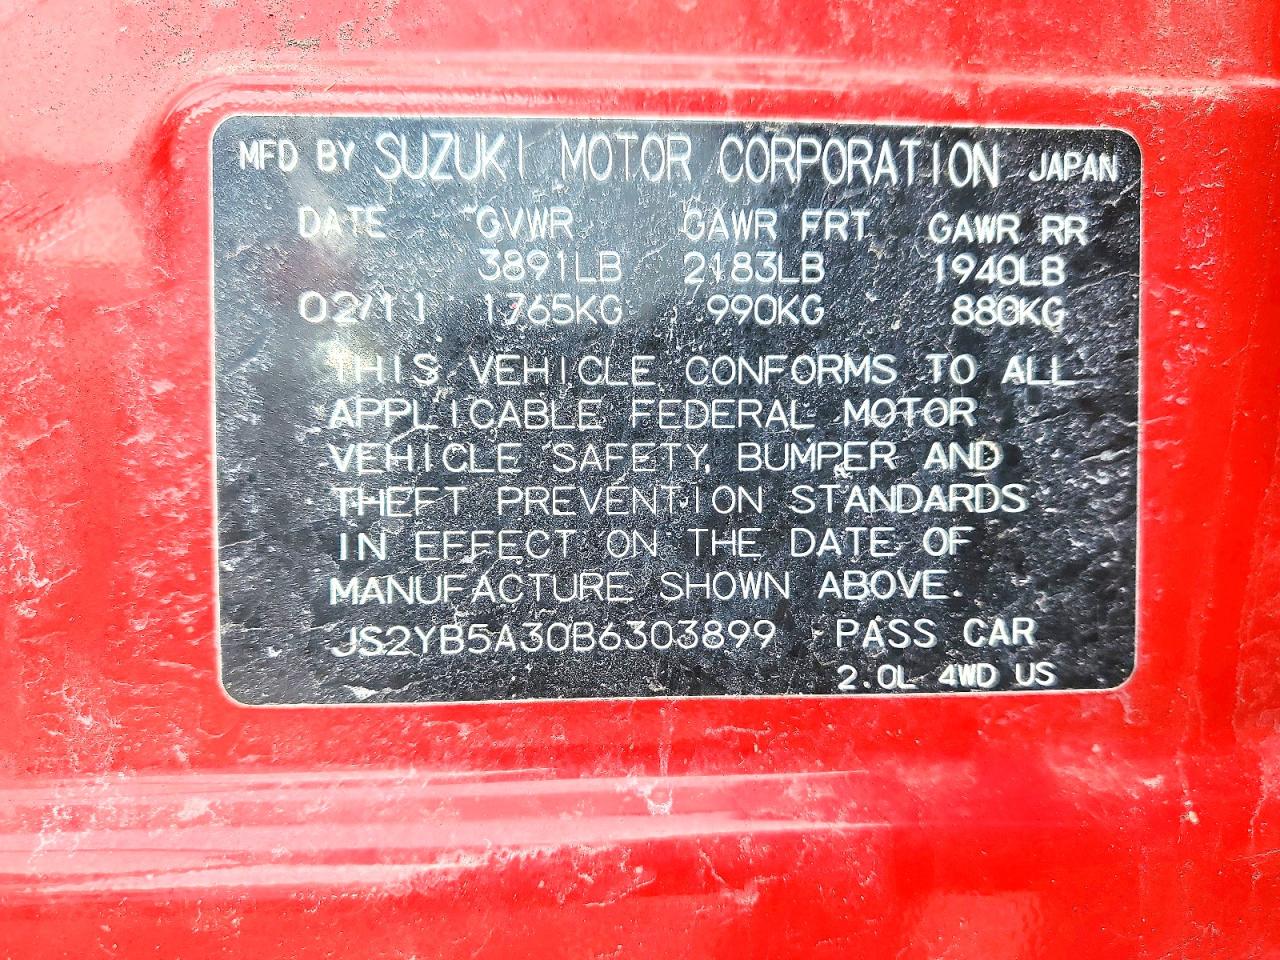 MFD BY SUZUKI MOTOR CORPORATION JAPAN
DATE GVWR GAWR FRT GAWR RR
3891LB 2183LB 1940LB
02/11 1765KG 990KG 880KG
THIS VEHICLE CONFORMS TO ALL
APPLICABLE FEDERAL MOTOR
VEHICLE SAFETY, BUMPER AND
THEFT PREVENTION STANDARDS
IN EFFECT ON THE DATE OF
MANUFACTURE SHOWN ABOVE.
JS2YB5A30B6303899 PASS CAR
2.0L 4WD US